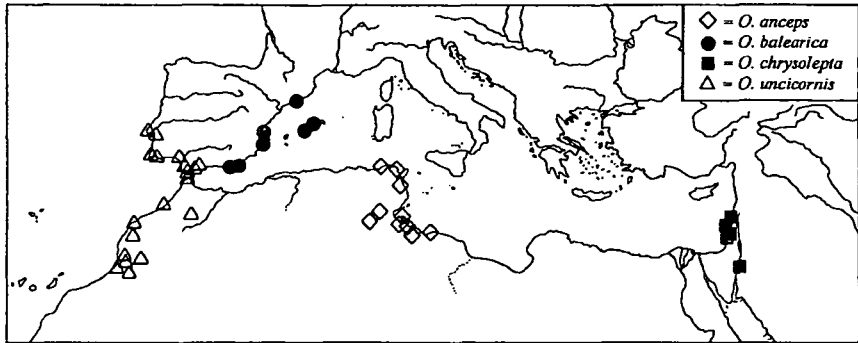 ◇ = O. anceps
● = O. balearica
■ = O. chrysolepta
△ = O. uncicornis